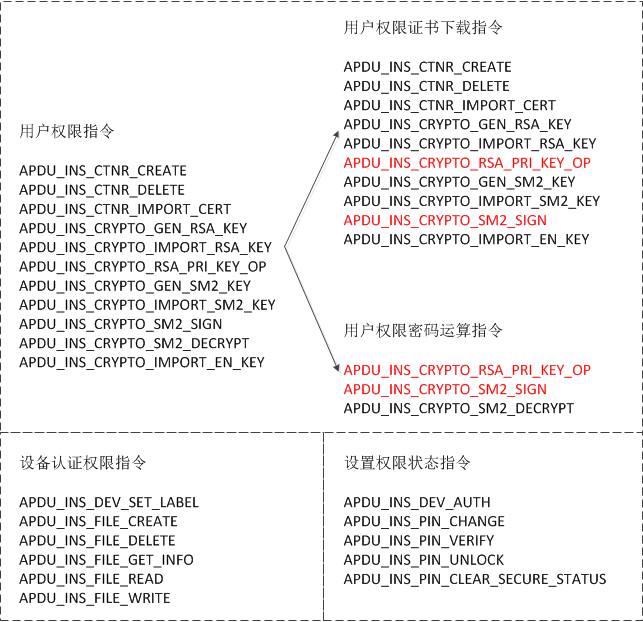 用户权限指令
APDU_INS_CTNR_CREATE
APDU_INS_CTNR_DELETE
APDU_INS_CTNR_IMPORT_CERT
APDU_INS_CRYPTO_GEN_RSA_KEY
APDU_INS_CRYPTO_IMPORT_RSA_KEY
APDU_INS_CRYPTO_RSA_PRI_KEY_OP
APDU_INS_CRYPTO_GEN_SM2_KEY
APDU_INS_CRYPTO_IMPORT_SM2_KEY
APDU_INS_CRYPTO_SM2_SIGN
APDU_INS_CRYPTO_SM2_DECRYPT
APDU_INS_CRYPTO_IMPORT_EN_KEY
用户权限证书下载指令
APDU_INS_CTNR_CREATE
APDU_INS_CTNR_DELETE
APDU_INS_CTNR_IMPORT_CERT
APDU_INS_CRYPTO_GEN_RSA_KEY
APDU_INS_CRYPTO_IMPORT_RSA_KEY
APDU_INS_CRYPTO_RSA_PRI_KEY_OP
APDU_INS_CRYPTO_GEN_SM2_KEY
APDU_INS_CRYPTO_IMPORT_SM2_KEY
APDU_INS_CRYPTO_SM2_SIGN
APDU_INS_CRYPTO_IMPORT_EN_KEY
用户权限密码运算指令
APDU_INS_CRYPTO_RSA_PRI_KEY_OP
APDU_INS_CRYPTO_SM2_SIGN
APDU_INS_CRYPTO_SM2_DECRYPT
设备认证权限指令
APDU_INS_DEV_SET_LABEL
APDU_INS_FILE_CREATE
APDU_INS_FILE_DELETE
APDU_INS_FILE_GET_INFO
APDU_INS_FILE_READ
APDU_INS_FILE_WRITE
设置权限状态指令
APDU_INS_DEV_AUTH
APDU_INS_PIN_CHANGE
APDU_INS_PIN_VERIFY
APDU_INS_PIN_UNLOCK
APDU_INS_PIN_CLEAR_SECURE_STATUS